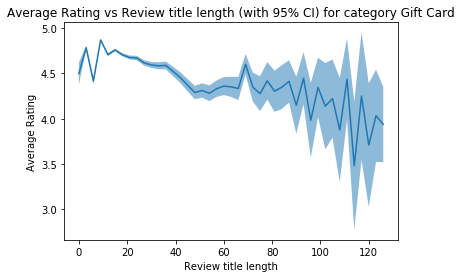 Average Rating vs Review title length (with 95% CI) for category Gift Card
5.0
4.5
4.0
3.5
3.0
Average Rating
0 20 40 60 80 100 120
Review title length